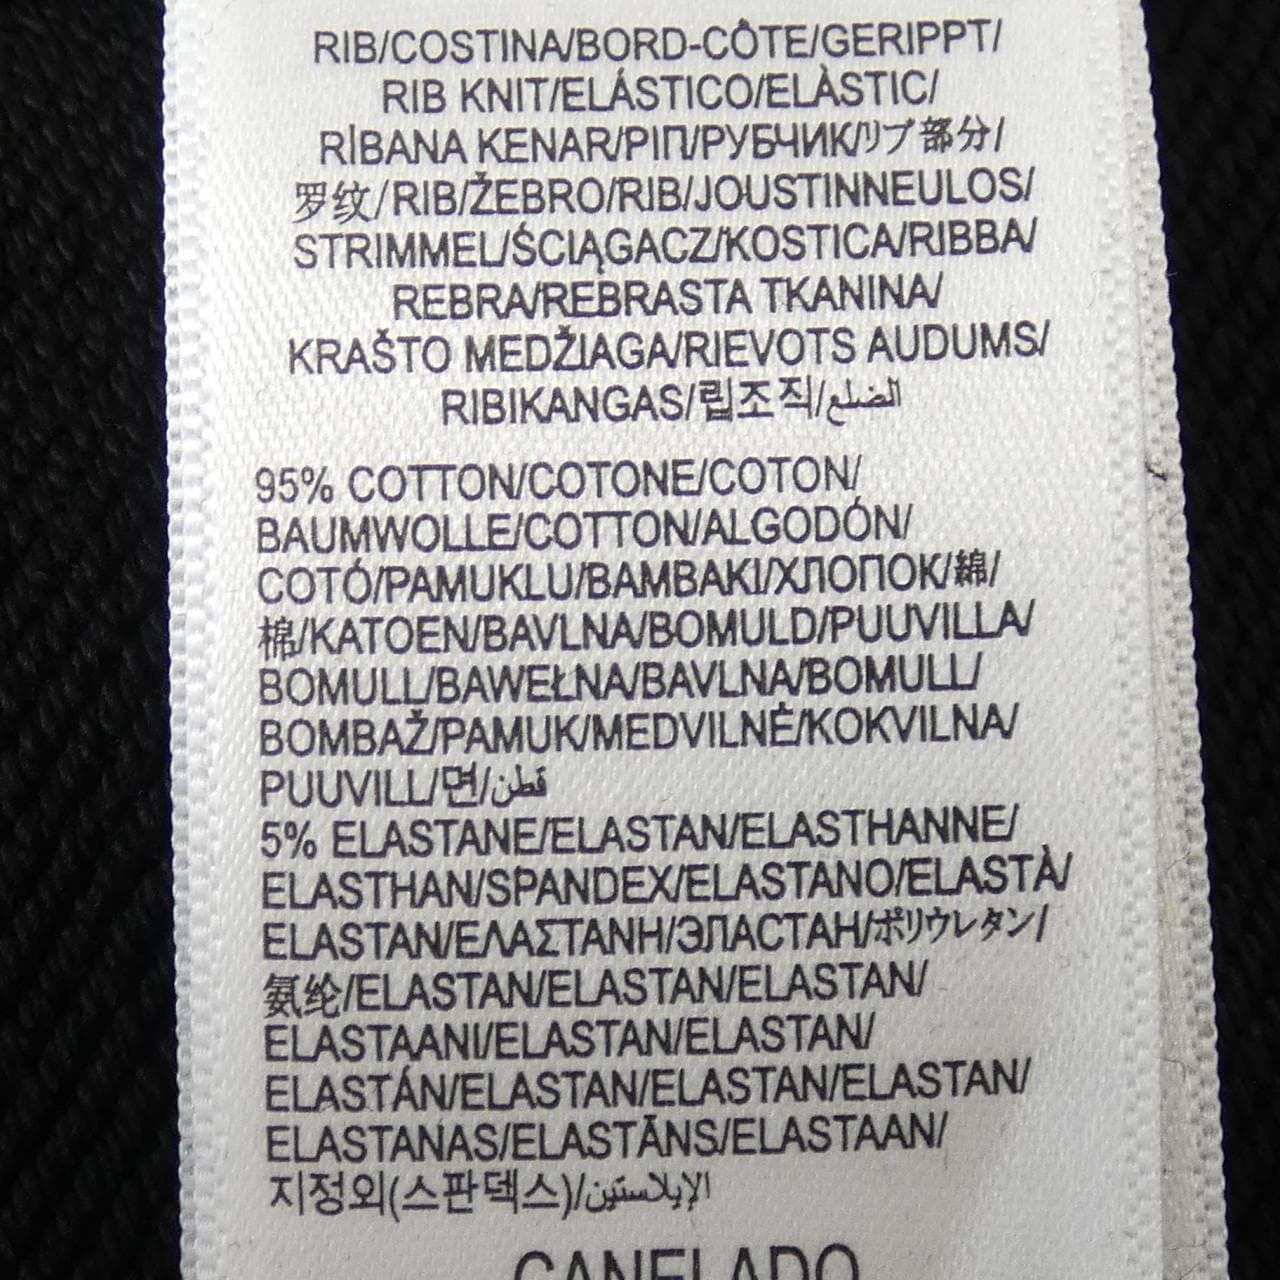 RIB/COSTINA/BORD-CÔTE/GERIPPT/
RIB KNIT/ELÁSTICO/ELÀSTIC/
RİBANA KENAR/ΡΙΠ/РУБЧИК/リブ部分/
罗纹/RIB/ŽEBRO/RIB/JOUSTINNEULOS/
STRIMMEL/ŚCIĄGACZ/KOSTICA/RIBBA/
REBRA/REBRASTA TKANINA/
KRAŠTO MEDŽIAGA/RIEVOTS AUDUMS/
RIBIKANGAS/립조직/الضلع
95% COTTON/COTONE/COTON/
BAUMWOLLE/COTTON/ALGODÓN/
COTÓ/PAMUKLU/BAMBAKI/ХЛОПОК/綿/
棉/KATOEN/BAVLNA/BOMULD/PUUVILLA/
BOMULL/BAWEŁNA/BAVLNA/BOMULL/
BOMBAŽ/PAMUK/MEDVILNĖ/KOKVILNA/
PUUVILL/면/قطن
5% ELASTANE/ELASTAN/ELASTHANNE/
ELASTHAN/SPANDEX/ELASTANO/ELASTÀ/
ELASTAN/ΕΛΑΣΤΑΝΗ/ЭЛАСТАН/ポリウレタン/
氨纶/ELASTAN/ELASTAN/ELASTAN/
ELASTAANI/ELASTAN/ELASTAN/
ELASTÁN/ELASTAN/ELASTAN/ELASTAN/
ELASTANAS/ELASTĀNS/ELASTAAN/
지정외(스판덱스)/الإيلاستين
CANELADO